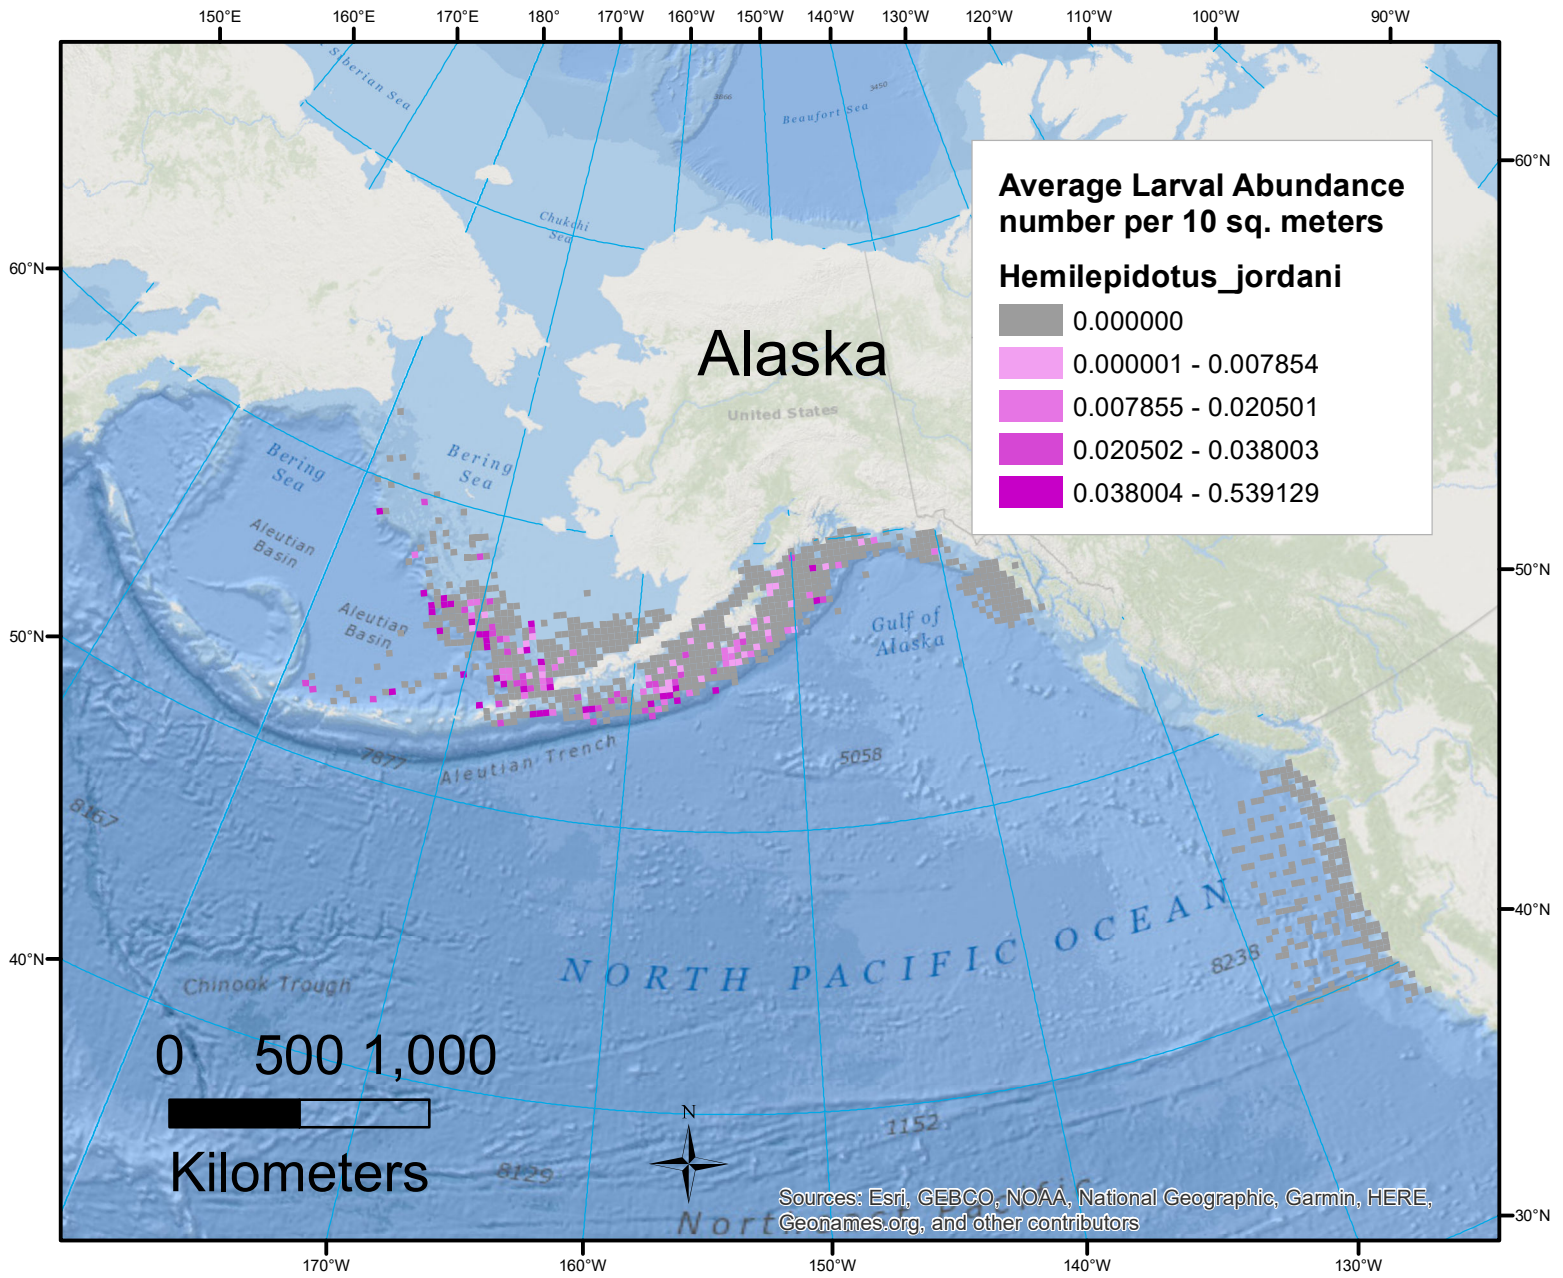 150°E 160°E 170°E 180° 170°W 160°W 150°W 140°W 130°W 120°W 110°W 100°W 90°W
Siberian Sea
3866
3450
Beaufort Sea
Chukchi
Sea
60°N
60°N
50°N
50°N
40°N
40°N
30°N
Average Larval Abundance
number per 10 sq. meters
Hemilepidotus_jordani
0.000000
0.000001 - 0.007854
0.007855 - 0.020501
0.020502 - 0.038003
0.038004 - 0.539129
Alaska
United States
Bering
Sea
Bering
Sea
Aleutian
Basin
Aleutian
Basin
Gulf of
Alaska
7877
Aleutian Trench
5058
8167
NORTH PACIFIC OCEAN
8238
Chinook Trough
0 500 1,000
Kilometers
N
1152
8129
Sources: Esri, GEBCO, NOAA, National Geographic, Garmin, HERE,
Geonames.org, and other contributors
Pacific
170°W 160°W 150°W 140°W 130°W